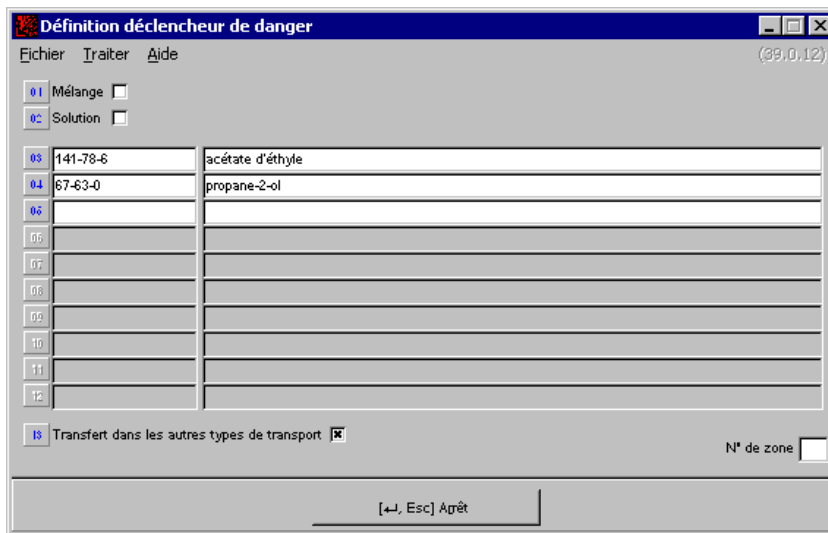 Définition déclencheur de danger
Fichier Traiter Aide (39.0.12)
01 Mélange
02 Solution
03 141-78-6 acétate d'éthyle
04 67-63-0 propane-2-ol
05
06
07
08
09
10
11
12
13 Transfert dans les autres types de transport
N° de zone
[↵, Esc] Arrêt